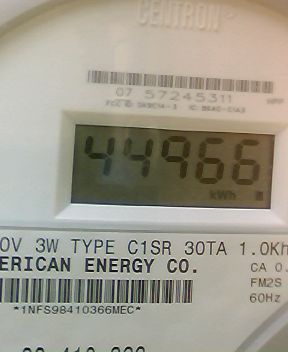 CENTRON
07 57245311
44966
kWh
0V 3W TYPE C1SR 30TA 1.0Kh
ERICAN ENERGY CO.
CA 0.
FM2S
60Hz
*1NFS98410366MEC*